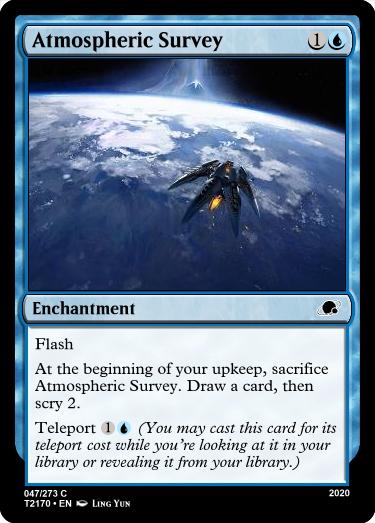 Atmospheric Survey 1
Enchantment
Flash
At the beginning of your upkeep, sacrifice
Atmospheric Survey. Draw a card, then
scry 2.
Teleport 1 (You may cast this card for its
teleport cost while you're looking at it in your
library or revealing it from your library.)
047/273 C 2020
T2170 • EN Ling Yun